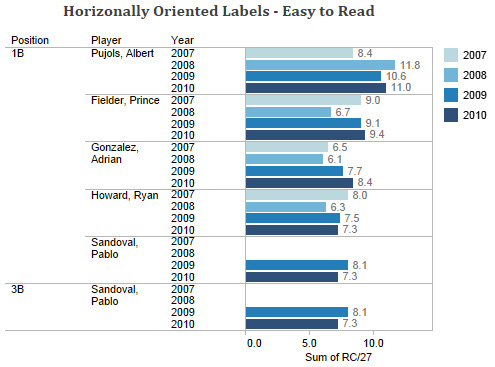 Horizonally Oriented Labels - Easy to Read
Position Player Year
1B Pujols, Albert 2007 8.4
2008 11.8
2009 10.6
2010 11.0
Fielder, Prince 2007 9.0
2008 6.7
2009 9.1
2010 9.4
Gonzalez, Adrian 2007 6.5
2008 6.1
2009 7.7
2010 8.4
Howard, Ryan 2007 8.0
2008 6.3
2009 7.5
2010 7.3
Sandoval, Pablo 2007
2008
2009 8.1
2010 7.3
3B Sandoval, Pablo 2007
2008
2009 8.1
2010 7.3
0.0 5.0 10.0
Sum of RC/27
2007
2008
2009
2010